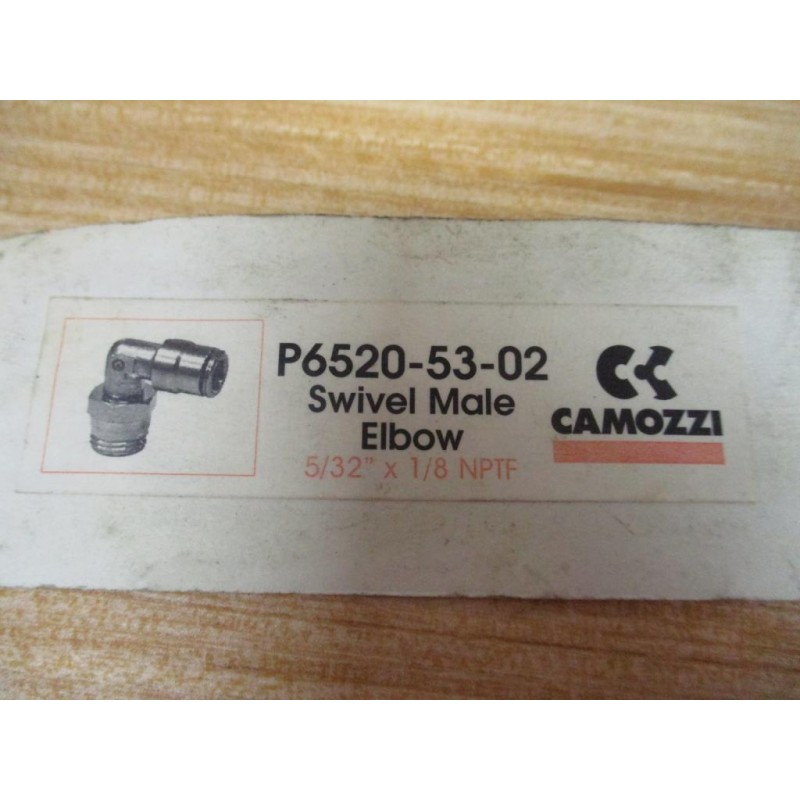 P6520-53-02
Swivel Male
Elbow
5/32" x 1/8 NPTF
CAMOZZI